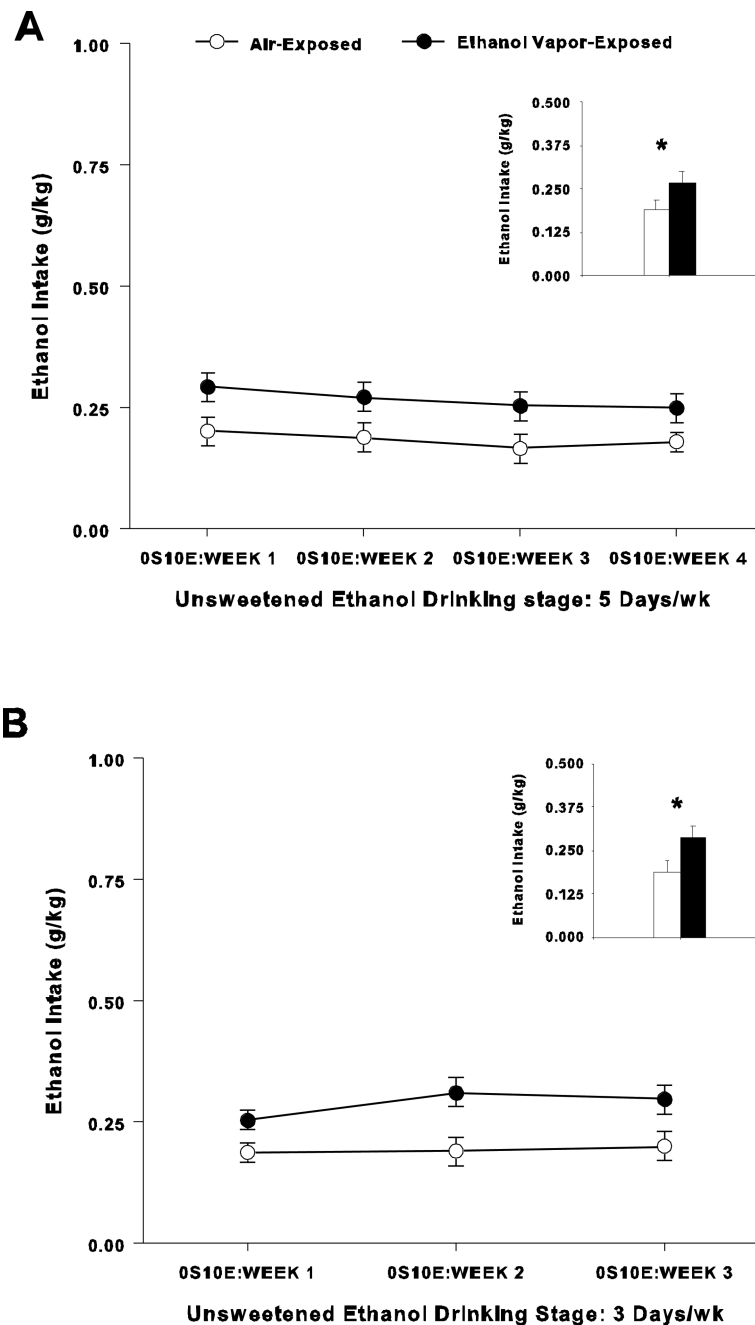 A
1.00
Air-Exposed
Ethanol Vapor-Exposed
0.75
0.50
0.25
0.00
Ethanol Intake (g/kg)
0.500
0.375
0.250
0.125
0.000
Ethanol Intake (g/kg)
*
0S10E:WEEK 1 0S10E:WEEK 2 0S10E:WEEK 3 0S10E:WEEK 4
Unsweetened Ethanol Drinking stage: 5 Days/wk
B
1.00
0.75
0.50
0.25
0.00
Ethanol Intake (g/kg)
0.500
0.375
0.250
0.125
0.000
Ethanol Intake (g/kg)
*
0S10E:WEEK 1 0S10E:WEEK 2 0S10E:WEEK 3
Unsweetened Ethanol Drinking Stage: 3 Days/wk